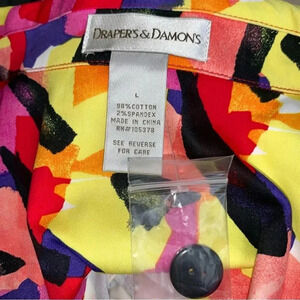 DRAPER'S & DAMON'S
L
98%COTTON
2%SPANDEX
MADE IN CHINA
RN#105378
SEE REVERSE
FOR CARE